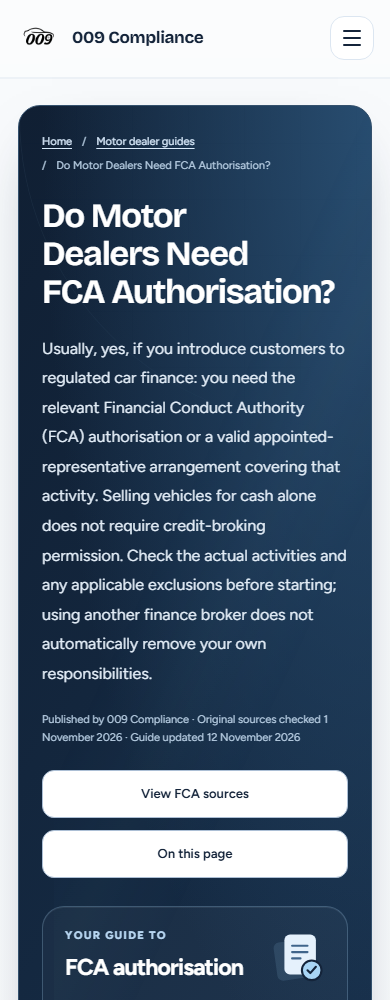 009
009 Compliance
Home / Motor dealer guides
/ Do Motor Dealers Need FCA Authorisation?
Do Motor
Dealers Need
FCA Authorisation?
Usually, yes, if you introduce customers to
regulated car finance: you need the
relevant Financial Conduct Authority
(FCA) authorisation or a valid appointed-
representative arrangement covering that
activity. Selling vehicles for cash alone
does not require credit-broking
permission. Check the actual activities and
any applicable exclusions before starting;
using another finance broker does not
automatically remove your own
responsibilities.
Published by 009 Compliance · Original sources checked 1
November 2026 · Guide updated 12 November 2026
View FCA sources
On this page
YOUR GUIDE TO
FCA authorisation